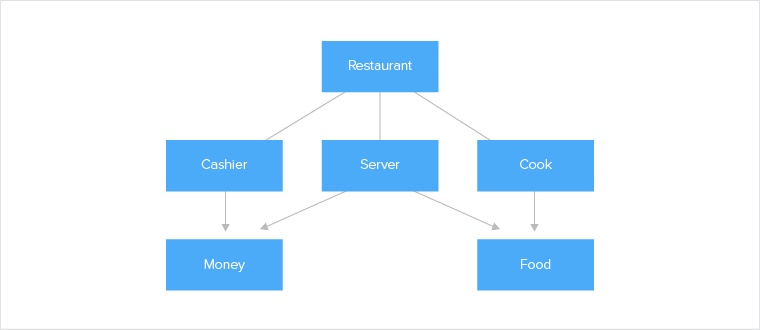 Restaurant
Cashier
Server
Cook
Money
Food